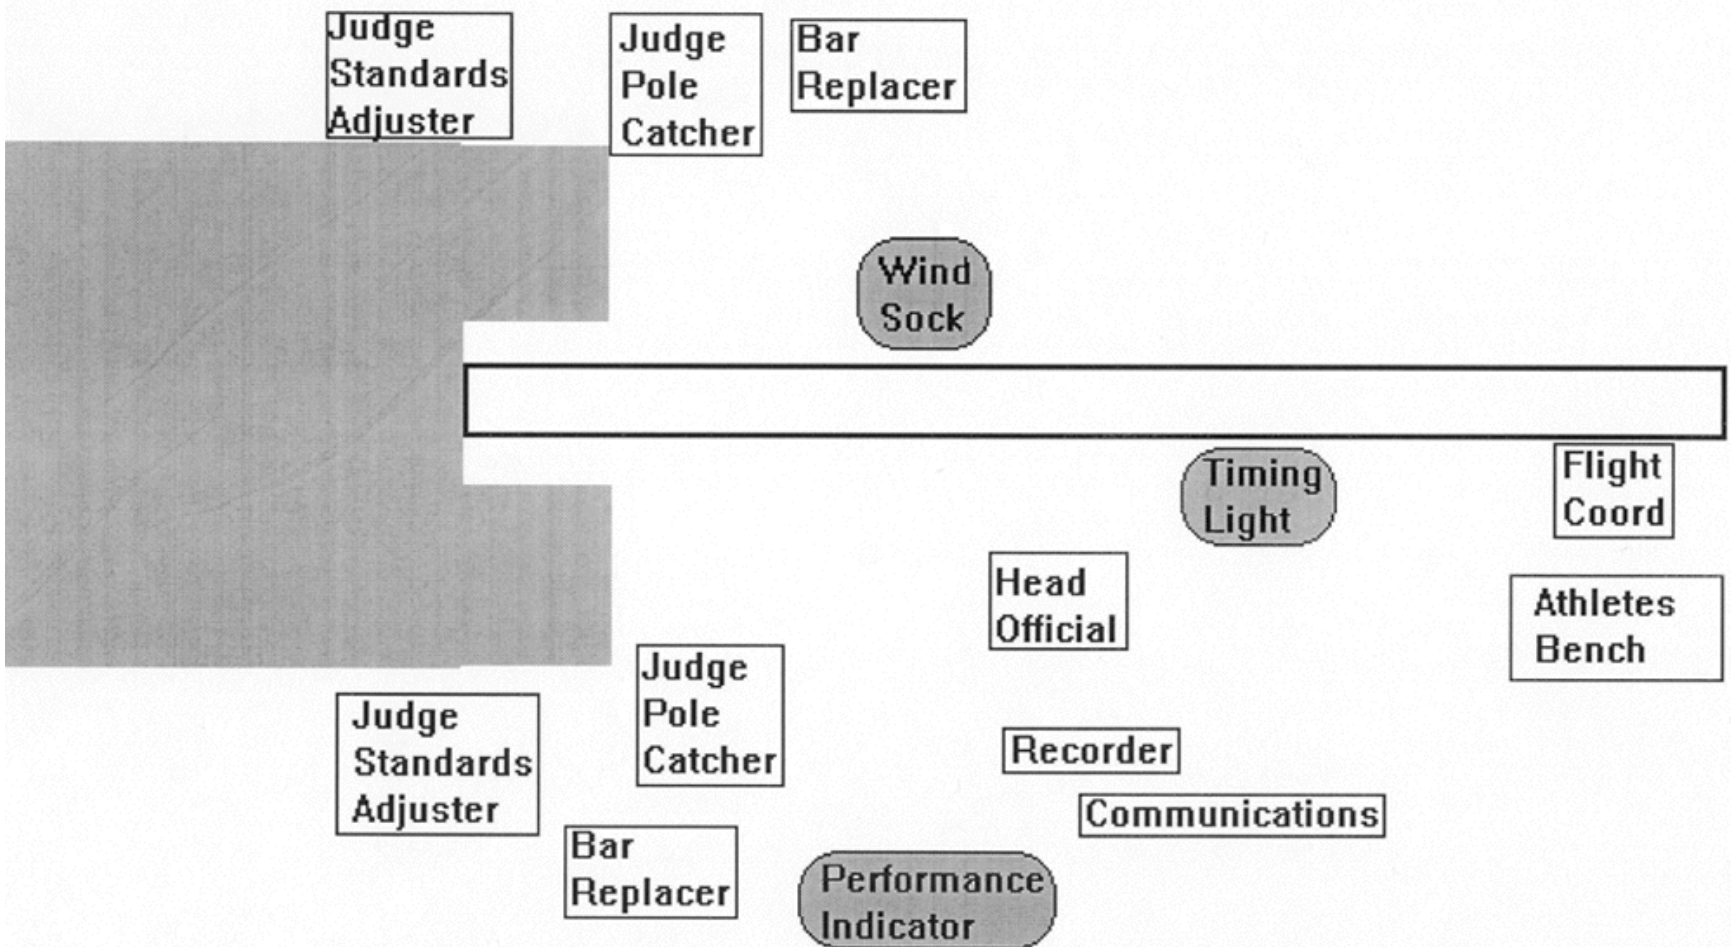 Judge
Standards
Adjuster
Judge
Pole
Catcher
Bar
Replacer
Wind
Sock
Timing
Light
Flight
Coord
Head
Official
Athletes
Bench
Judge
Pole
Catcher
Judge
Standards
Adjuster
Recorder
Communications
Bar
Replacer
Performance
Indicator